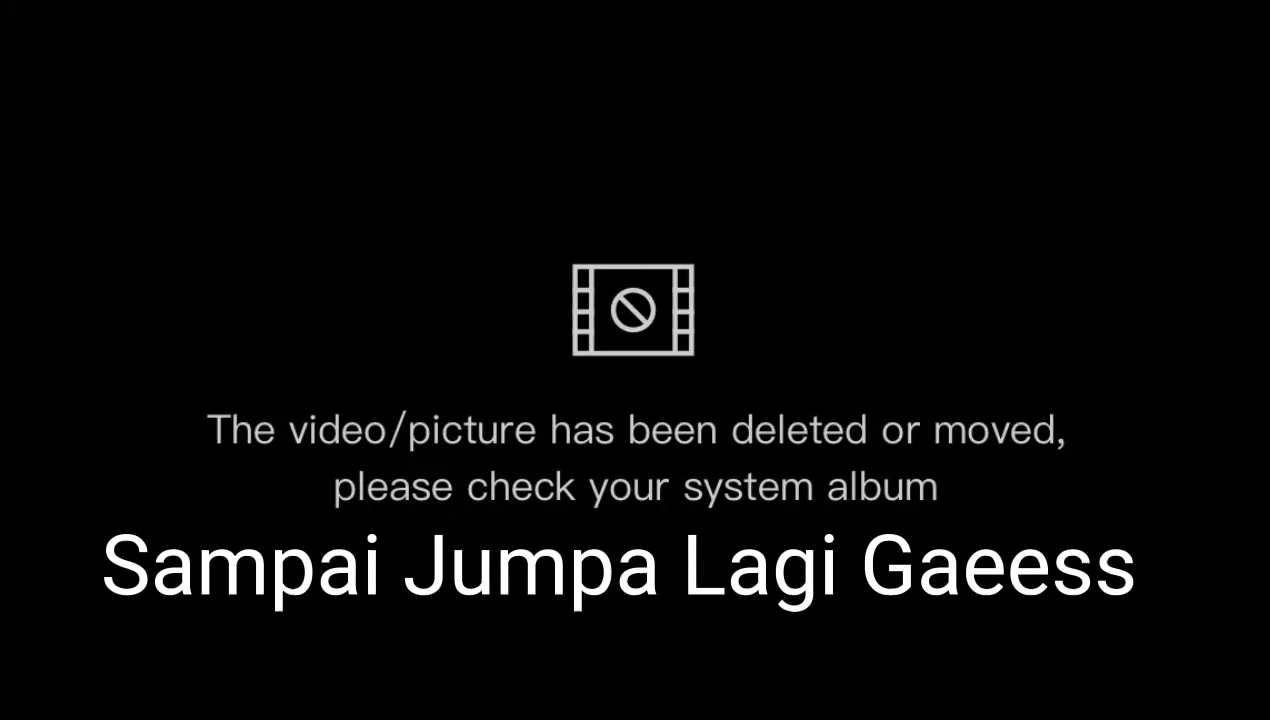 The video/picture has been deleted or moved,
please check your system album
Sampai Jumpa Lagi Gaeess